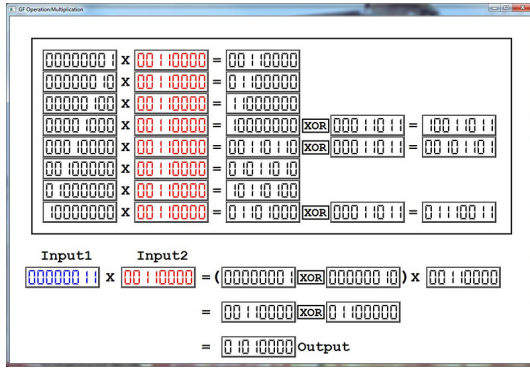 GF Operation-Multiplication
00000001 x 00110000 = 00110000
00000010 x 00110000 = 01100000
00000100 x 00110000 = 11000000
00001000 x 00110000 = 10000000 XOR 00011011 = 10011011
00010000 x 00110000 = 00110110 XOR 00011011 = 00101101
00100000 x 00110000 = 01011010
01000000 x 00110000 = 10110100
10000000 x 00110000 = 01101000 XOR 00011011 = 01110011
Input1 Input2
00000011 x 00110000 = (00000001 XOR 00000010) x 00110000
= 00110000 XOR 01100000
= 01010000 Output